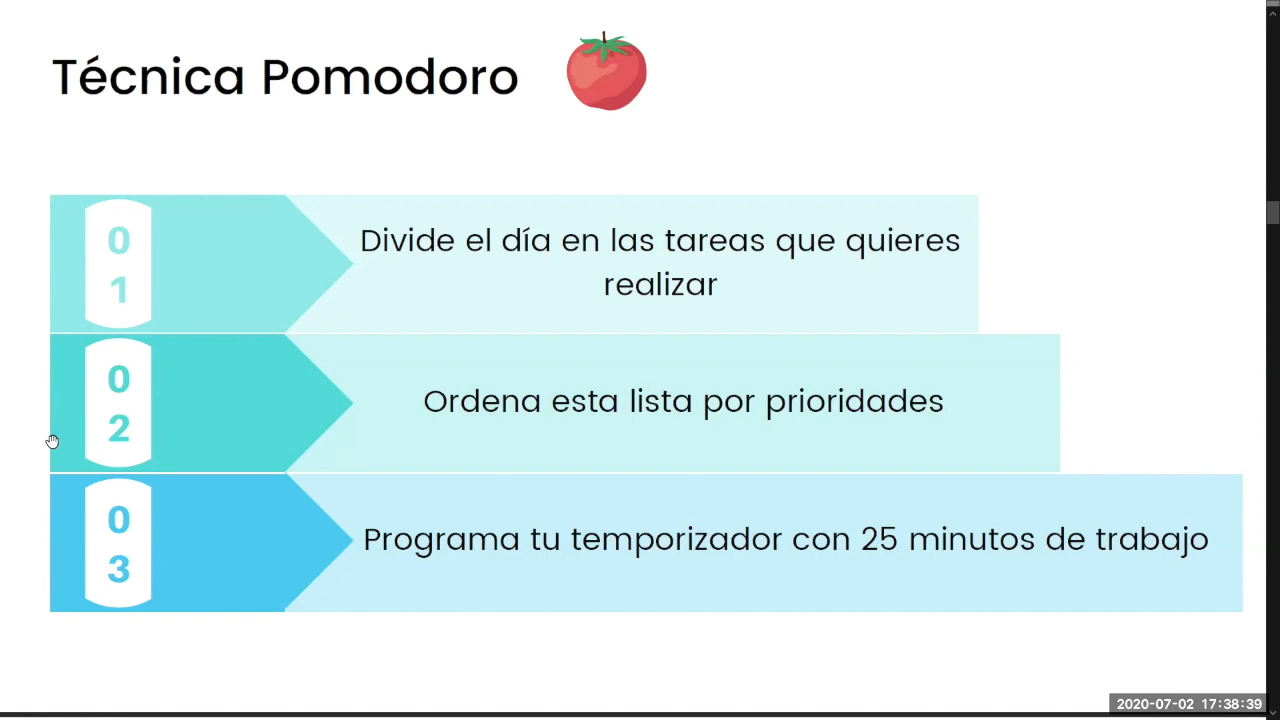 Técnica Pomodoro
0
1
Divide el día en las tareas que quieres
realizar
0
2
Ordena esta lista por prioridades
0
3
Programa tu temporizador con 25 minutos de trabajo
2020-07-02 17:38:39